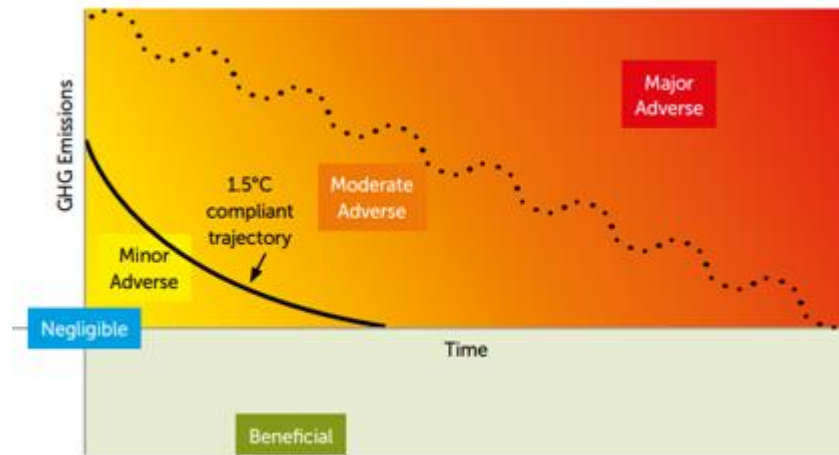 GHG Emissions
Major
Adverse
1.5°C
compliant
trajectory
Moderate
Adverse
Minor
Adverse
Negligible
Time
Beneficial